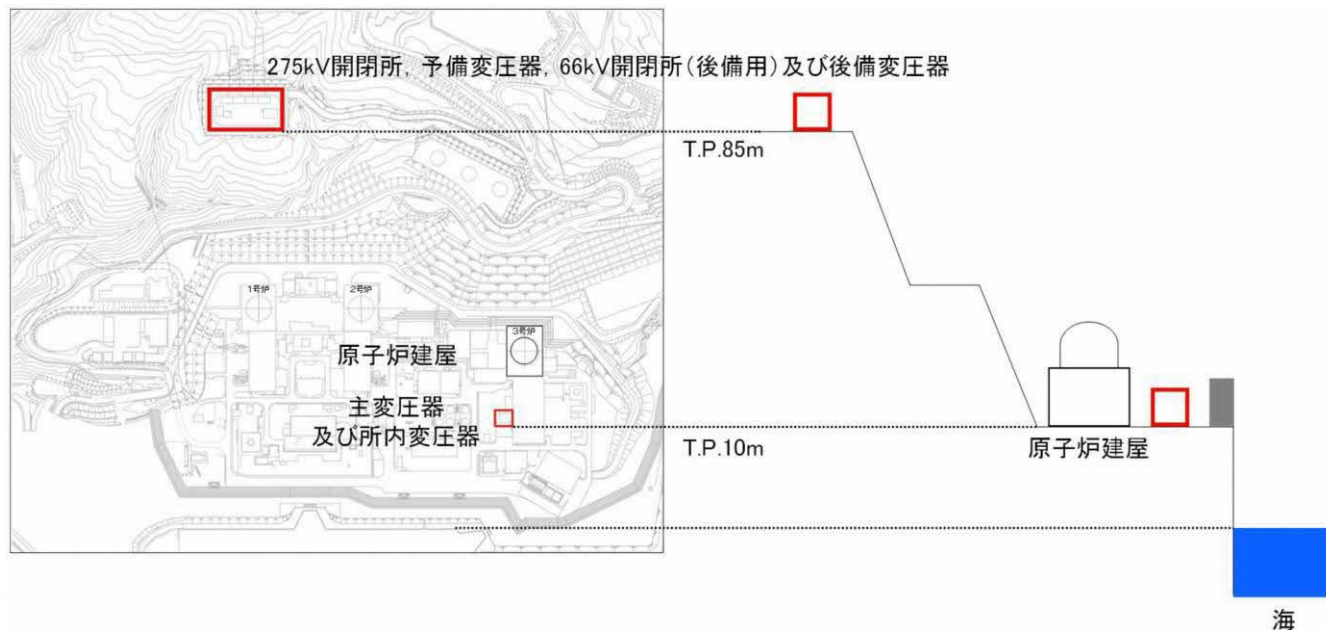 275kV開閉所，予備変圧器，66kV開閉所（後備用）及び後備変圧器
T.P.85m
1号炉
2号炉
3号炉
原子炉建屋
主変圧器
及び所内変圧器
T.P.10m
原子炉建屋
海